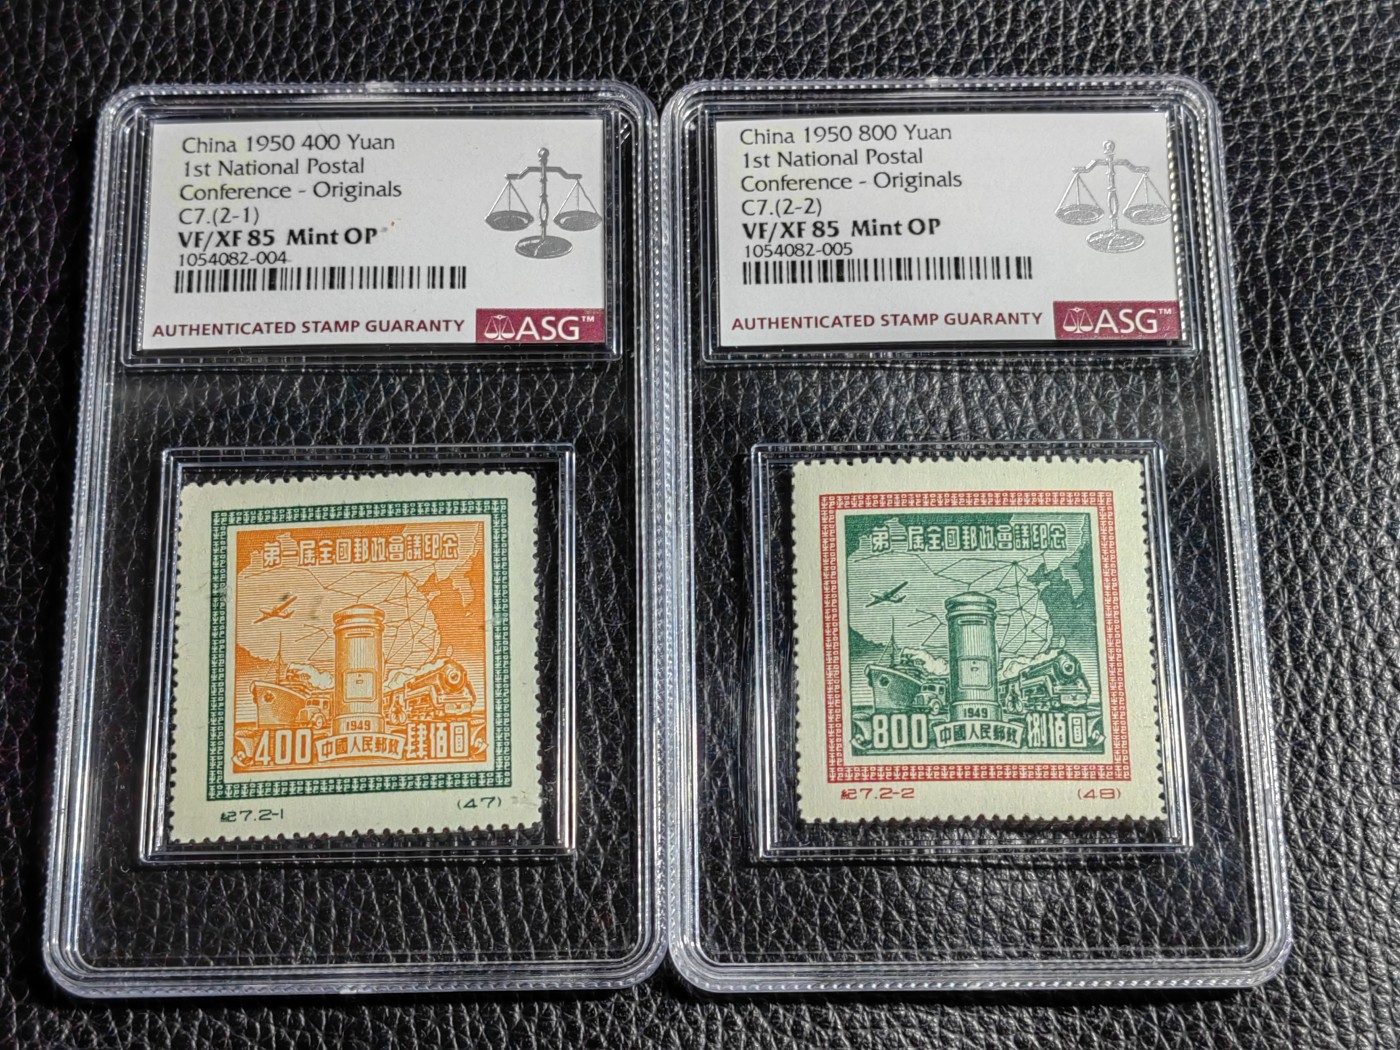 China 1950 400 Yuan
1st National Postal
Conference - Originals
C7.(2-1)
VF/XF 85 Mint OP
1054082-004
AUTHENTICATED STAMP GUARANTY
ASG™
第一届全國郵政會議紀念
1949
400
中國人民郵政
肆佰圓
紀7.2-1
(47)
China 1950 800 Yuan
1st National Postal
Conference - Originals
C7.(2-2)
VF/XF 85 Mint OP
1054082-005
AUTHENTICATED STAMP GUARANTY
ASG™
第一届全國郵政會議紀念
1949
800
中國人民郵政
捌佰圓
紀7.2-2
(48)